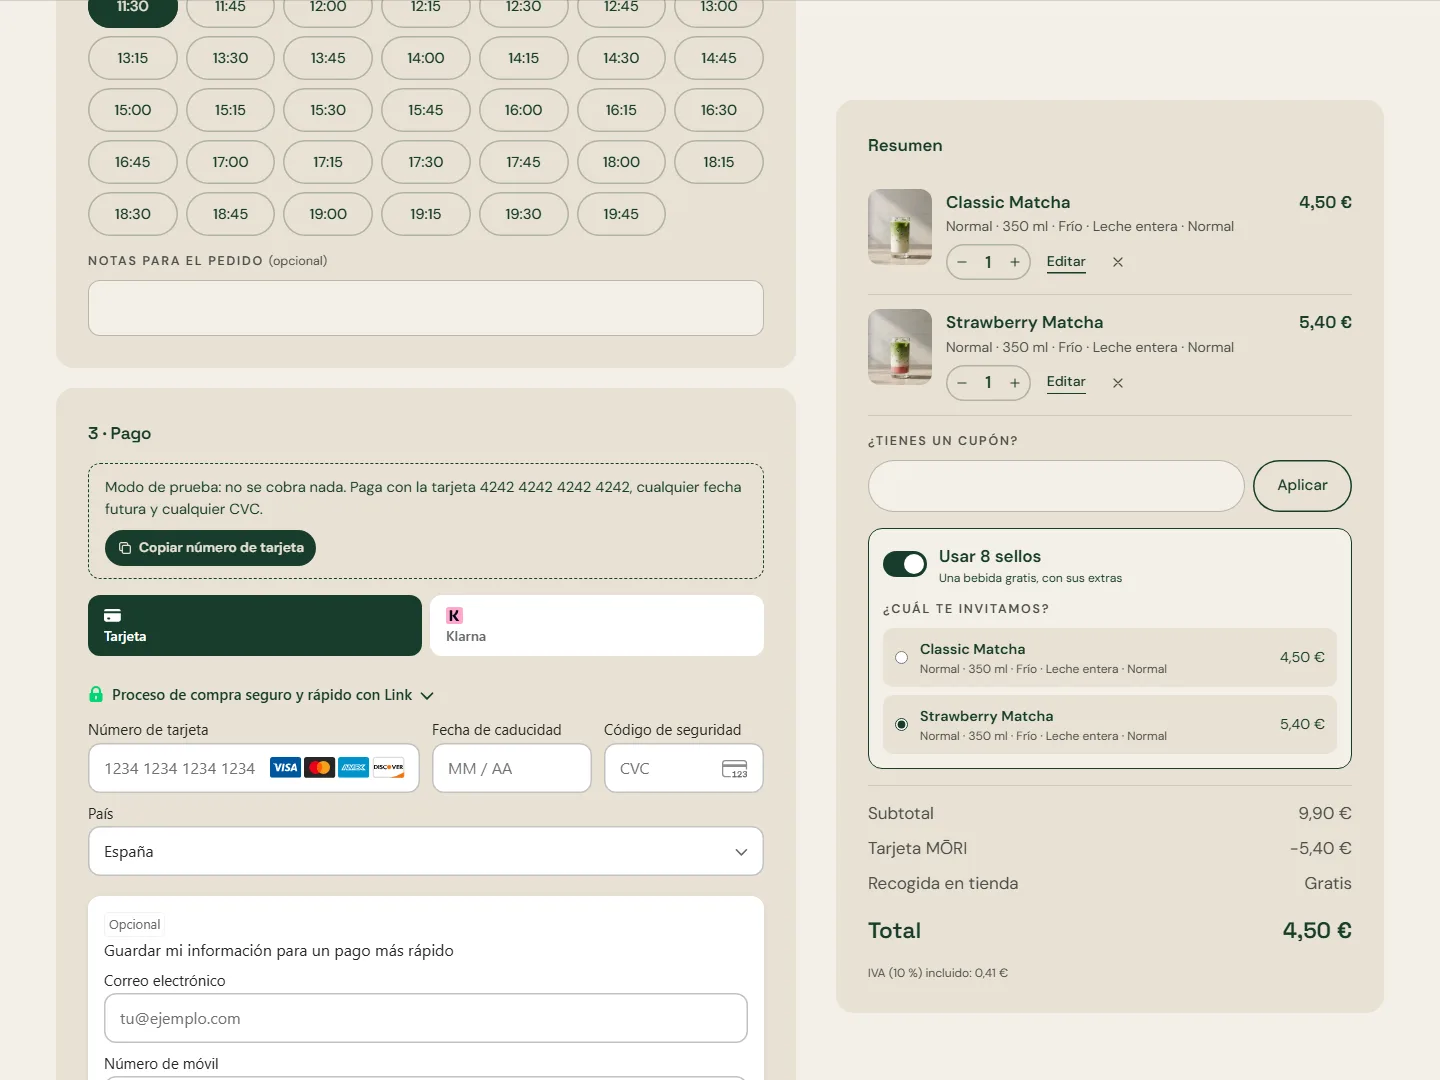 11:30 11:45 12:00 12:15 12:30 12:45 13:00
13:15 13:30 13:45 14:00 14:15 14:30 14:45
15:00 15:15 15:30 15:45 16:00 16:15 16:30
16:45 17:00 17:15 17:30 17:45 18:00 18:15
18:30 18:45 19:00 19:15 19:30 19:45
NOTAS PARA EL PEDIDO (opcional)
3 · Pago
Modo de prueba: no se cobra nada. Paga con la tarjeta 4242 4242 4242 4242, cualquier fecha
futura y cualquier CVC.
Copiar número de tarjeta
Tarjeta
K
Klarna
Proceso de compra seguro y rápido con Link
Número de tarjeta
1234 1234 1234 1234 VISA AMEX DISCOVER
Fecha de caducidad
MM / AA
Código de seguridad
CVC 123
País
España
Opcional
Guardar mi información para un pago más rápido
Correo electrónico
tu@ejemplo.com
Número de móvil
Resumen
Classic Matcha 4,50 €
Normal · 350 ml · Frío · Leche entera · Normal
− 1 + Editar ×
Strawberry Matcha 5,40 €
Normal · 350 ml · Frío · Leche entera · Normal
− 1 + Editar ×
¿TIENES UN CUPÓN?
Aplicar
Usar 8 sellos
Una bebida gratis, con sus extras
¿CUÁL TE INVITAMOS?
Classic Matcha 4,50 €
Normal · 350 ml · Frío · Leche entera · Normal
Strawberry Matcha 5,40 €
Normal · 350 ml · Frío · Leche entera · Normal
Subtotal 9,90 €
Tarjeta MŌRI −5,40 €
Recogida en tienda Gratis
Total 4,50 €
IVA (10 %) incluido: 0,41 €